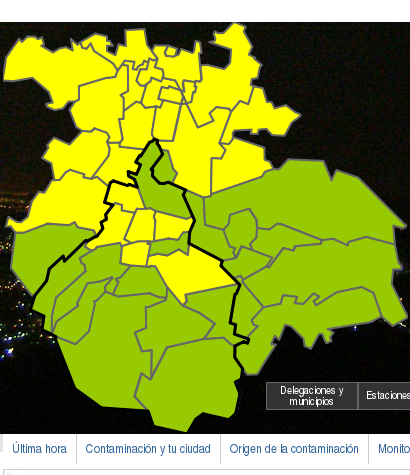 Delegaciones y
municipios
Estaciones
Última hora
Contaminación y tu ciudad
Origen de la contaminación
Monito